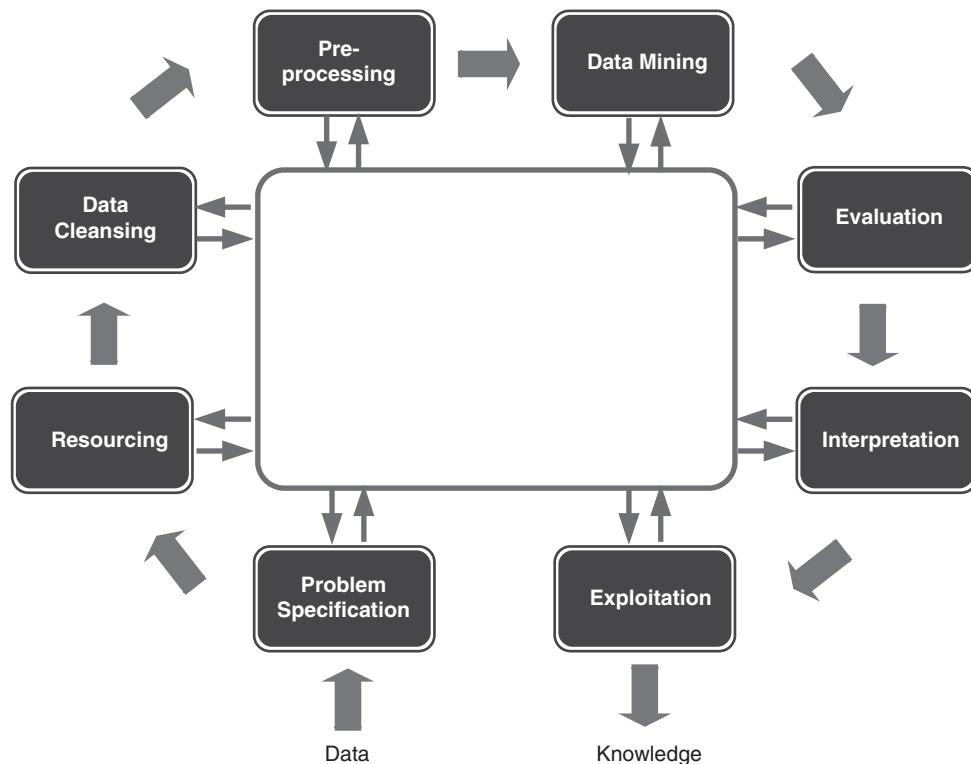 Pre-
processing
Data Mining
Data
Cleansing
Evaluation
Resourcing
Interpretation
Problem
Specification
Exploitation
Data
Knowledge